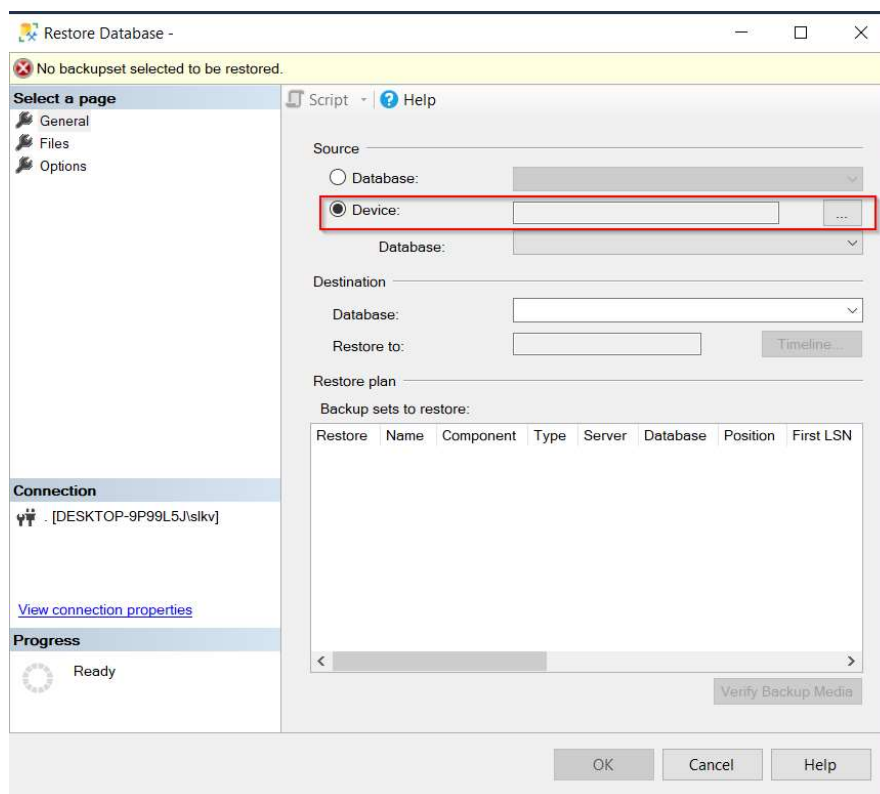 Restore Database -
No backupset selected to be restored.
Select a page
General
Files
Options
Script
Help
Source
Database:
Device:
...
Database:
Destination
Database:
Restore to:
Timeline...
Restore plan
Backup sets to restore:
Restore Name Component Type Server Database Position First LSN
Connection
. [DESKTOP-9P99L5J\slkv]
View connection properties
Progress
Ready
Verify Backup Media
OK Cancel Help